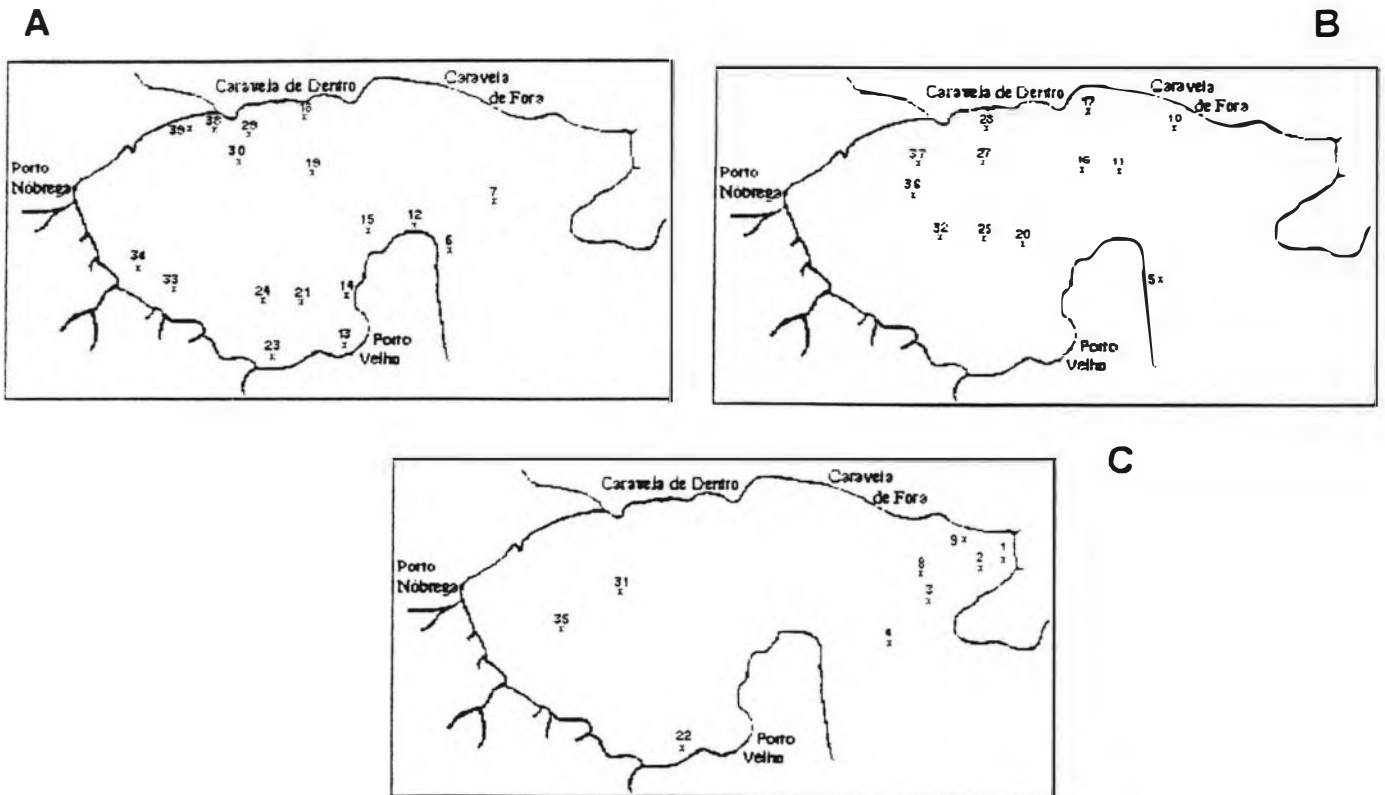 A
B
Caravela de Dentro
Caravela
de Fora
18
39
38
29
30
19
Porto
Nóbrega
7
15
12
6
34
33
24
21
14
13
23
Porto
Velho
Caravela de Dentro
Caravela
de Fora
17
10
28
37
27
16
11
Porto
Nóbrega
36
32
25
20
5
Porto
Velho
C
Caravela de Dentro
Caravela
de Fora
9
1
2
8
3
Porto
Nóbrega
31
35
4
22
Porto
Velho